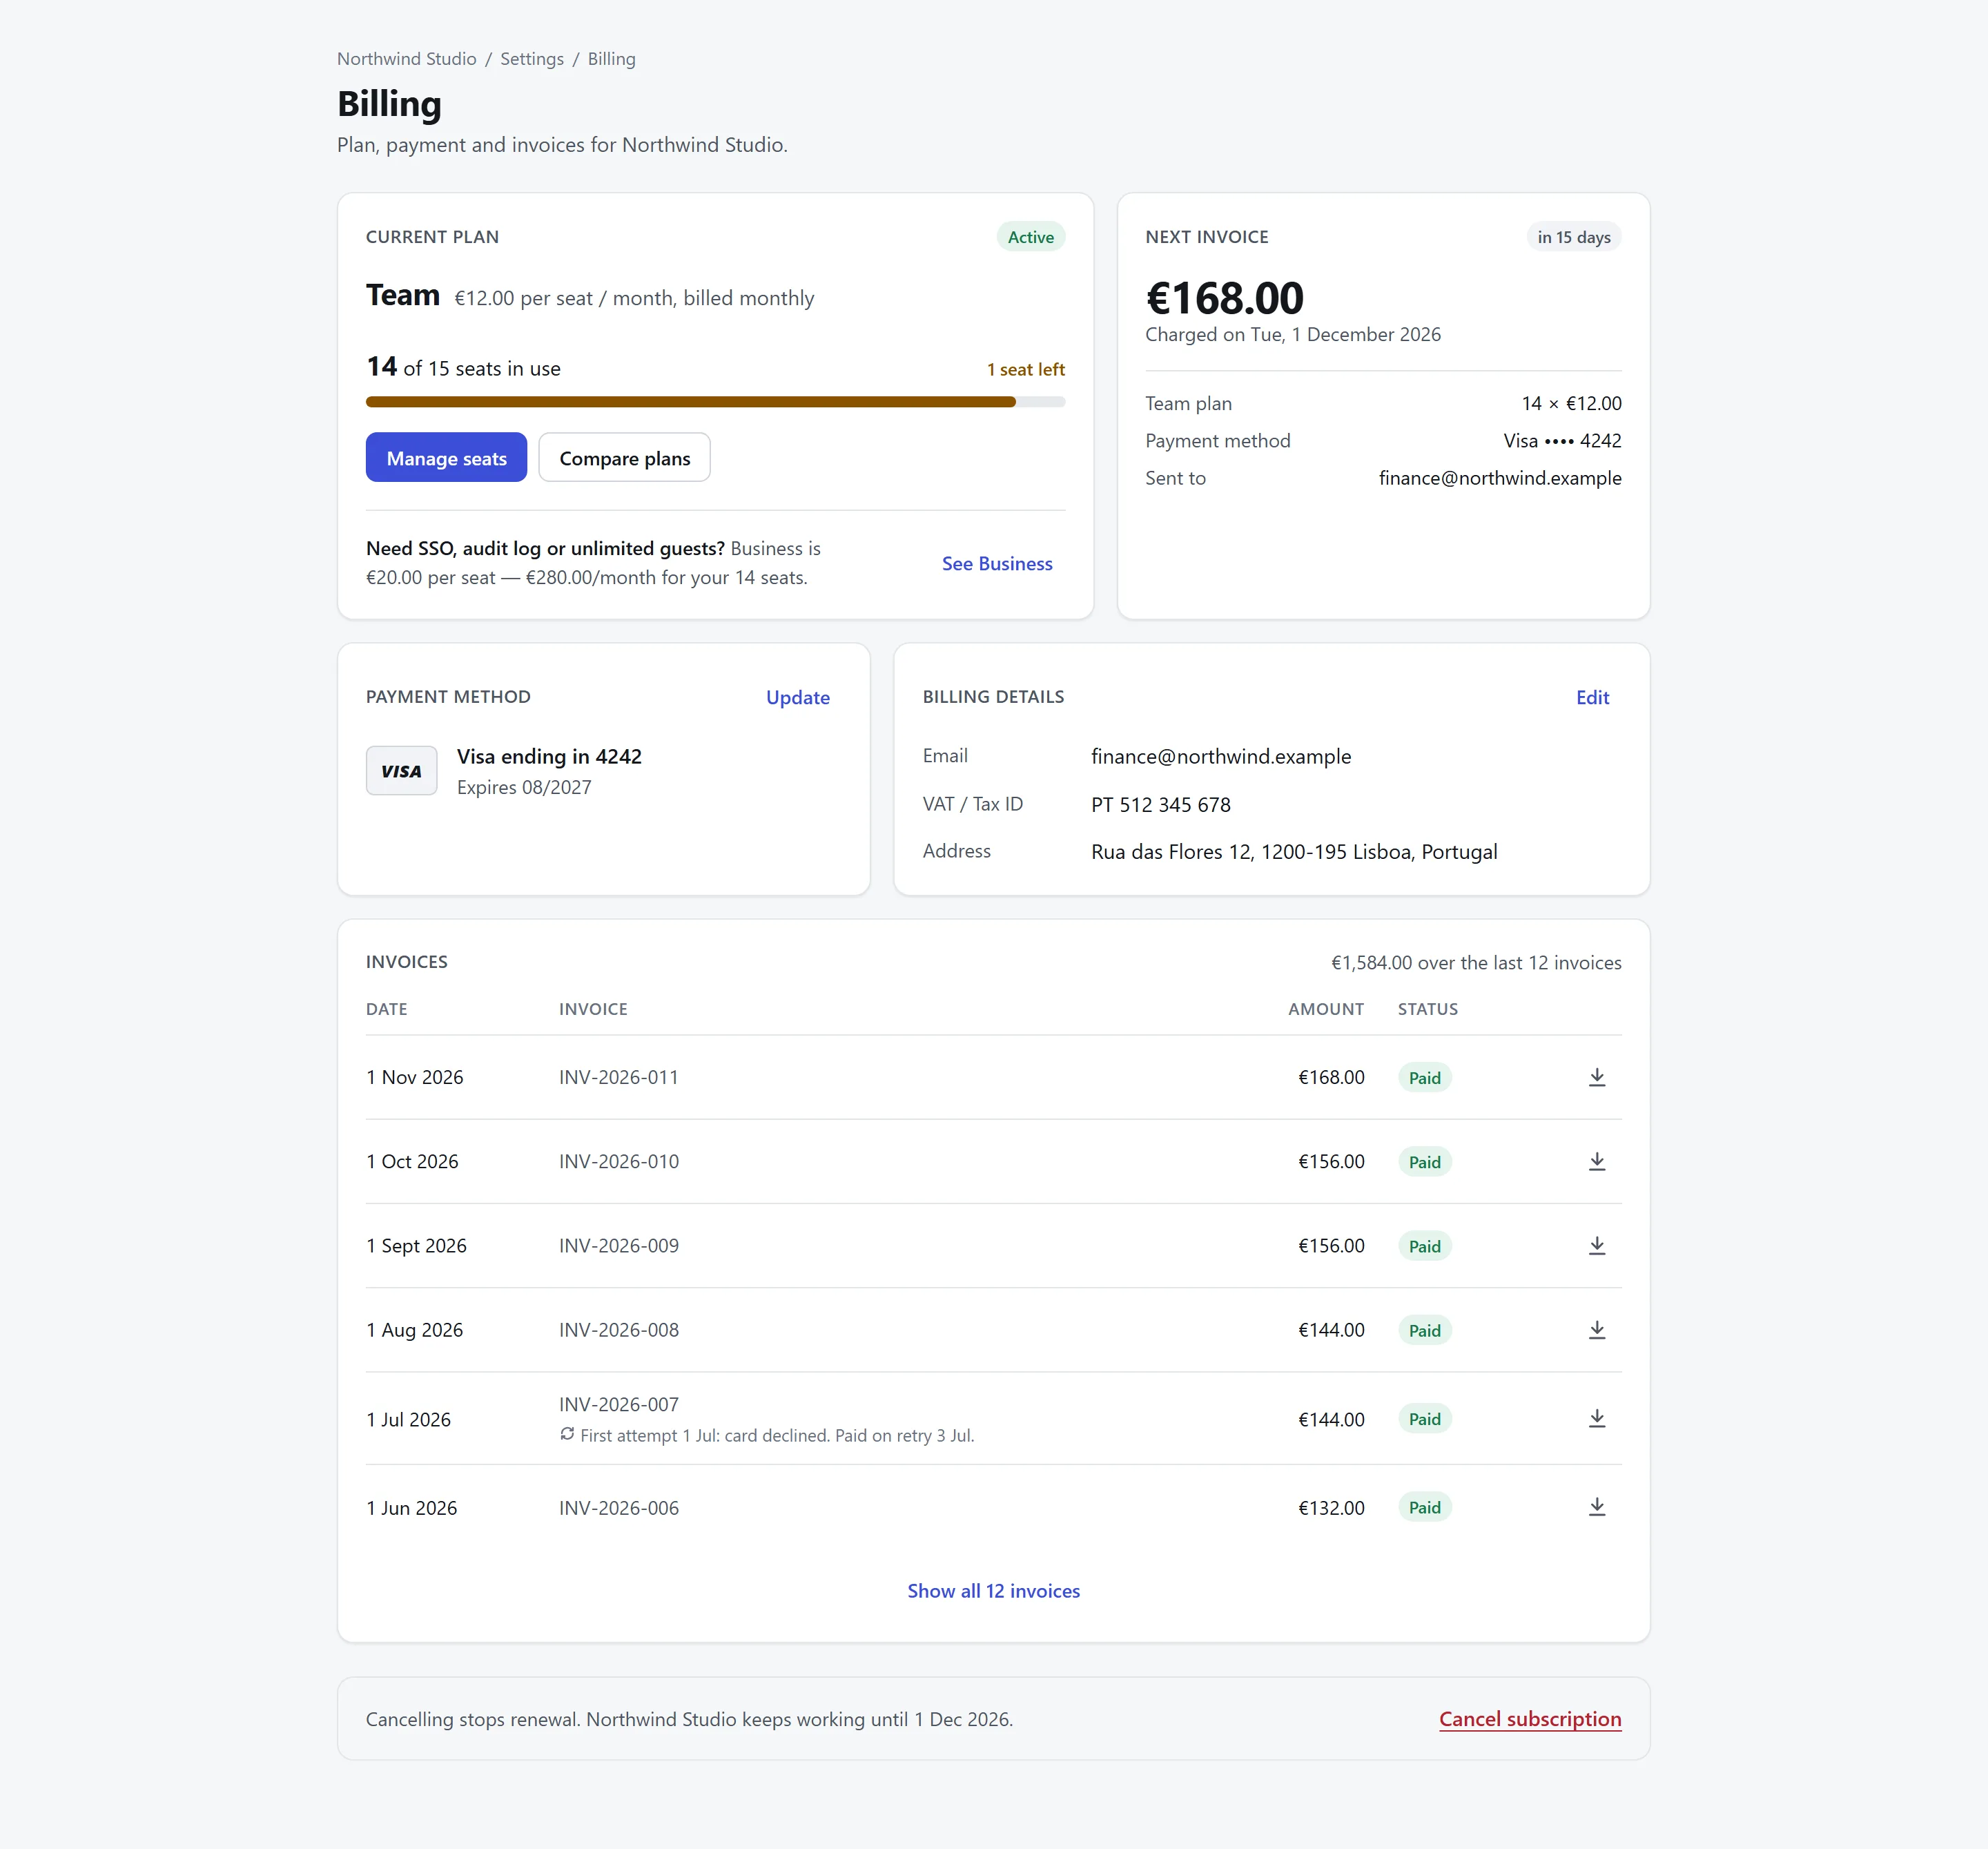 Northwind Studio / Settings / Billing
Billing
Plan, payment and invoices for Northwind Studio.
CURRENT PLAN
Active
Team €12.00 per seat / month, billed monthly
14 of 15 seats in use
1 seat left
Manage seats
Compare plans
Need SSO, audit log or unlimited guests? Business is
€20.00 per seat — €280.00/month for your 14 seats.
See Business
NEXT INVOICE
in 15 days
€168.00
Charged on Tue, 1 December 2026
Team plan 14 × €12.00
Payment method Visa •••• 4242
Sent to finance@northwind.example
PAYMENT METHOD
Update
VISA
Visa ending in 4242
Expires 08/2027
BILLING DETAILS
Edit
Email finance@northwind.example
VAT / Tax ID PT 512 345 678
Address Rua das Flores 12, 1200-195 Lisboa, Portugal
INVOICES
€1,584.00 over the last 12 invoices
DATE INVOICE AMOUNT STATUS
1 Nov 2026 INV-2026-011 €168.00 Paid
1 Oct 2026 INV-2026-010 €156.00 Paid
1 Sept 2026 INV-2026-009 €156.00 Paid
1 Aug 2026 INV-2026-008 €144.00 Paid
1 Jul 2026 INV-2026-007 €144.00 Paid
First attempt 1 Jul: card declined. Paid on retry 3 Jul.
1 Jun 2026 INV-2026-006 €132.00 Paid
Show all 12 invoices
Cancelling stops renewal. Northwind Studio keeps working until 1 Dec 2026.
Cancel subscription